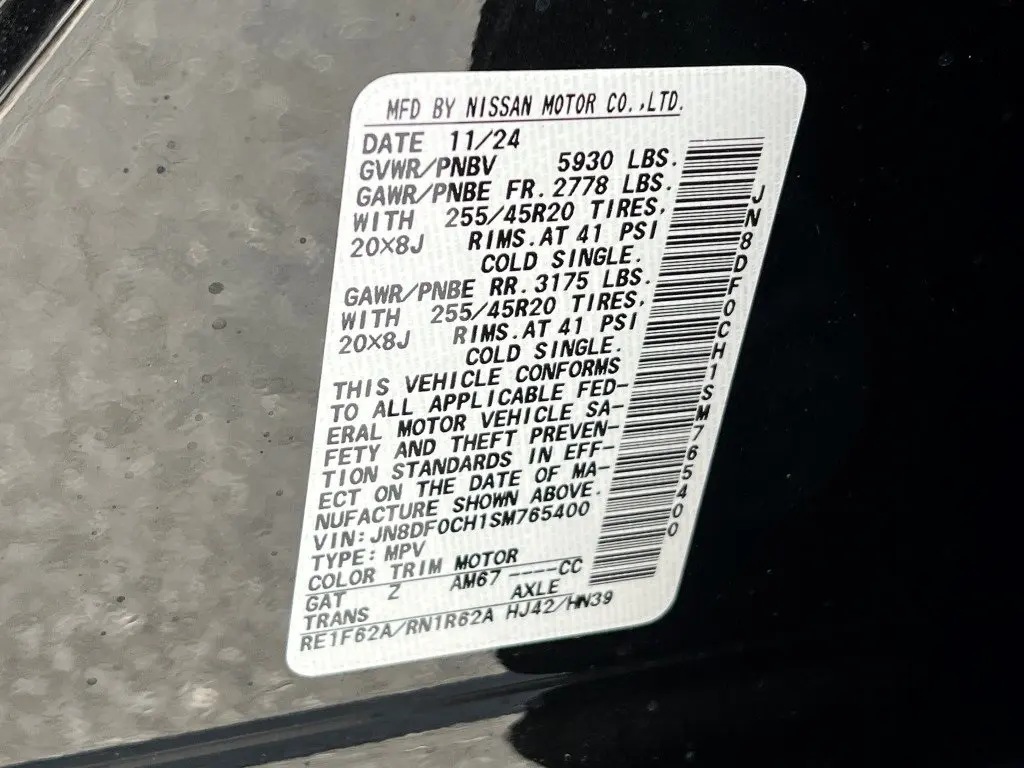 MFD BY NISSAN MOTOR CO.,LTD.
DATE 11/24
GVWR/PNBV 5930 LBS.
GAWR/PNBE FR. 2778 LBS.
WITH 255/45R20 TIRES,
20X8J RIMS.AT 41 PSI
COLD SINGLE.
GAWR/PNBE RR. 3175 LBS.
WITH 255/45R20 TIRES,
20X8J RIMS.AT 41 PSI
COLD SINGLE.
THIS VEHICLE CONFORMS
TO ALL APPLICABLE FED-
ERAL MOTOR VEHICLE SA-
FETY AND THEFT PREVEN-
TION STANDARDS IN EFF-
ECT ON THE DATE OF MA-
NUFACTURE SHOWN ABOVE.
VIN:JN8DF0CH1SM765400
TYPE:MPV
COLOR TRIM MOTOR
GAT Z AM67 ----CC
TRANS AXLE
RE1F62A/RN1R62A HJ42/HN39
JN8DF0CH1SM765400